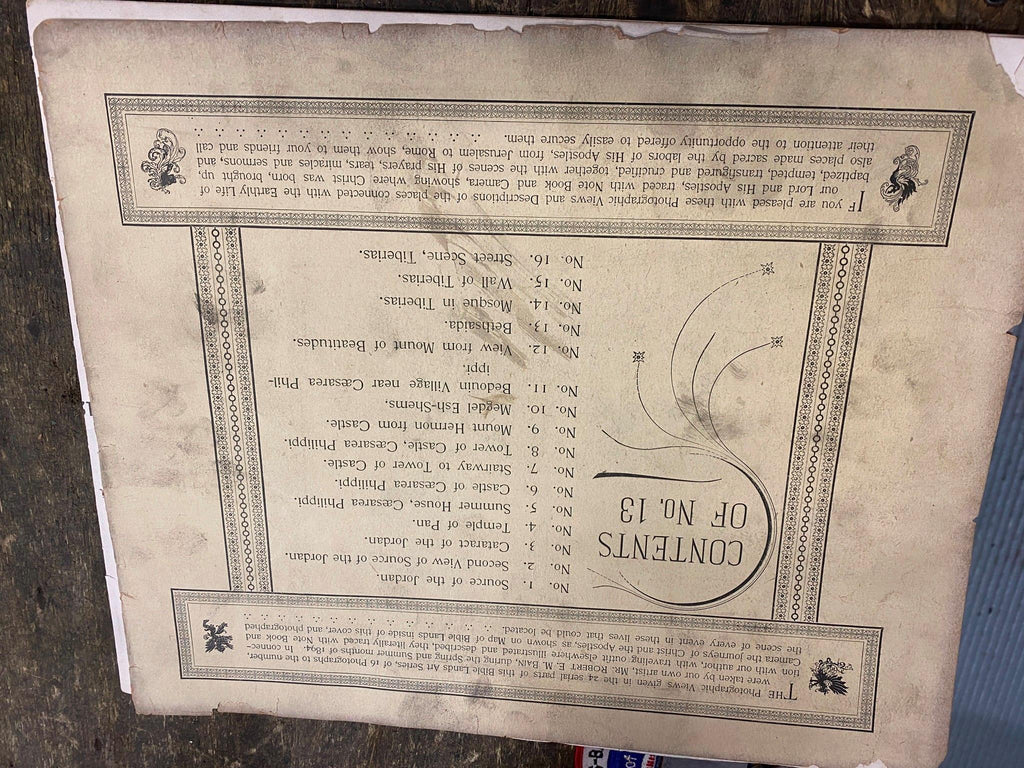 THE Photographic Views given in the 24 serial parts of this Bible Lands Art Series, of 16 Photographs to the number,
were taken by our own artist, MR. ROBERT E. M. BAIN, during the Spring and Summer months of 1894. In connec-
tion with our author, with traveling outfit elsewhere illustrated and described, they literally traced with Note Book and
Camera the journeys of Christ and the Apostles, as shown on Map of Bible Lands inside of this cover, and photographed
the scene of every event in these lives that could be located.
CONTENTS
OF No. 13
No. 1. Source of the Jordan.
No. 2. Second View of Source of the Jordan.
No. 3. Cataract of the Jordan.
No. 4. Temple of Pan.
No. 5. Summer House, Cæsarea Philippi.
No. 6. Castle of Cæsarea Philippi.
No. 7. Stairway to Tower of Castle.
No. 8. Tower of Castle, Cæsarea Philippi.
No. 9. Mount Hermon from Castle.
No. 10. Megdel Esh-Shems.
No. 11. Bedouin Village near Cæsarea Phil-
ippi.
No. 12. View from Mount of Beatitudes.
No. 13. Bethsaida.
No. 14. Mosque in Tiberias.
No. 15. Wall of Tiberias.
No. 16. Street Scene, Tiberias.
IF you are pleased with these Photographic Views and Descriptions of the places connected with the Earthly Life of
our Lord and His Apostles, traced with Note Book and Camera, showing where Christ was born, brought up,
baptized, tempted, transfigured and crucified, together with the scenes of His prayers, tears, miracles and sermons, and
also places made sacred by the labors of His Apostles, from Jerusalem to Rome, show them to your friends and call
their attention to the opportunity offered to easily secure them.